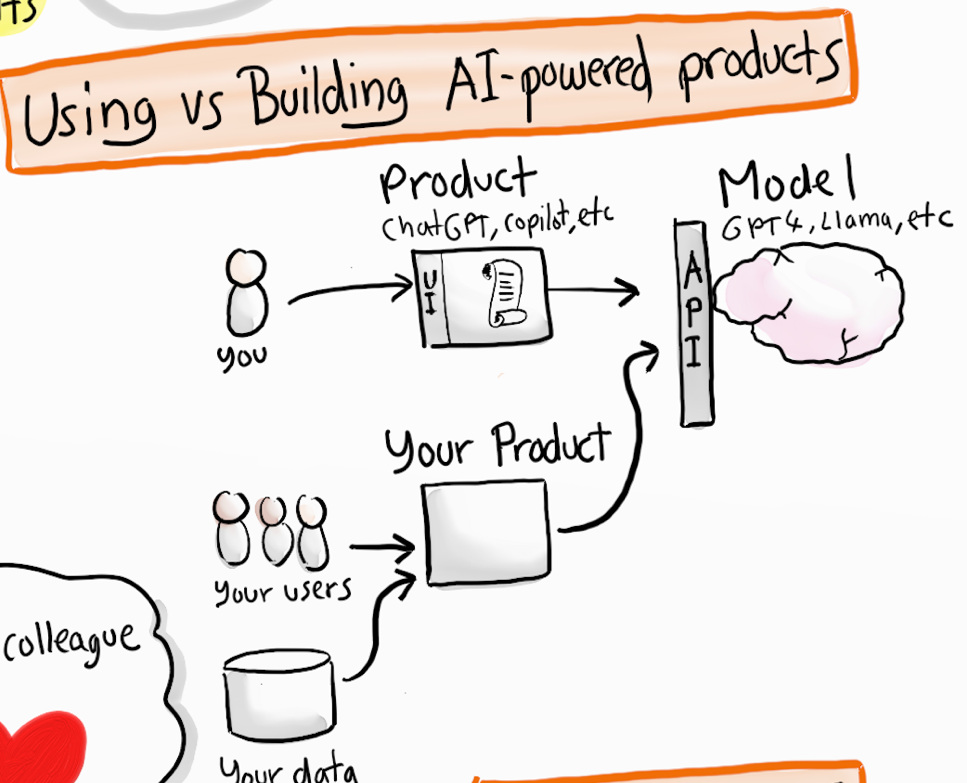 Using vs Building AI-powered products
Product
ChatGPT, copilot, etc
Model
GPT4, Llama, etc
UI
API
you
Your Product
Your users
colleague
Your data